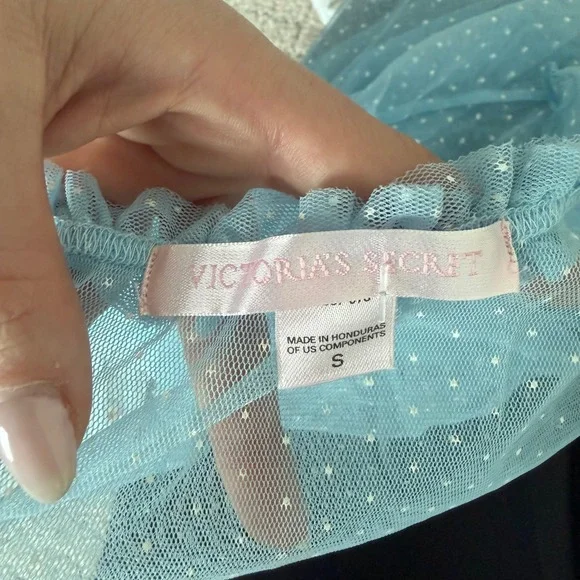 VICTORIA'S SECRET
MADE IN HONDURAS
OF US COMPONENTS
S